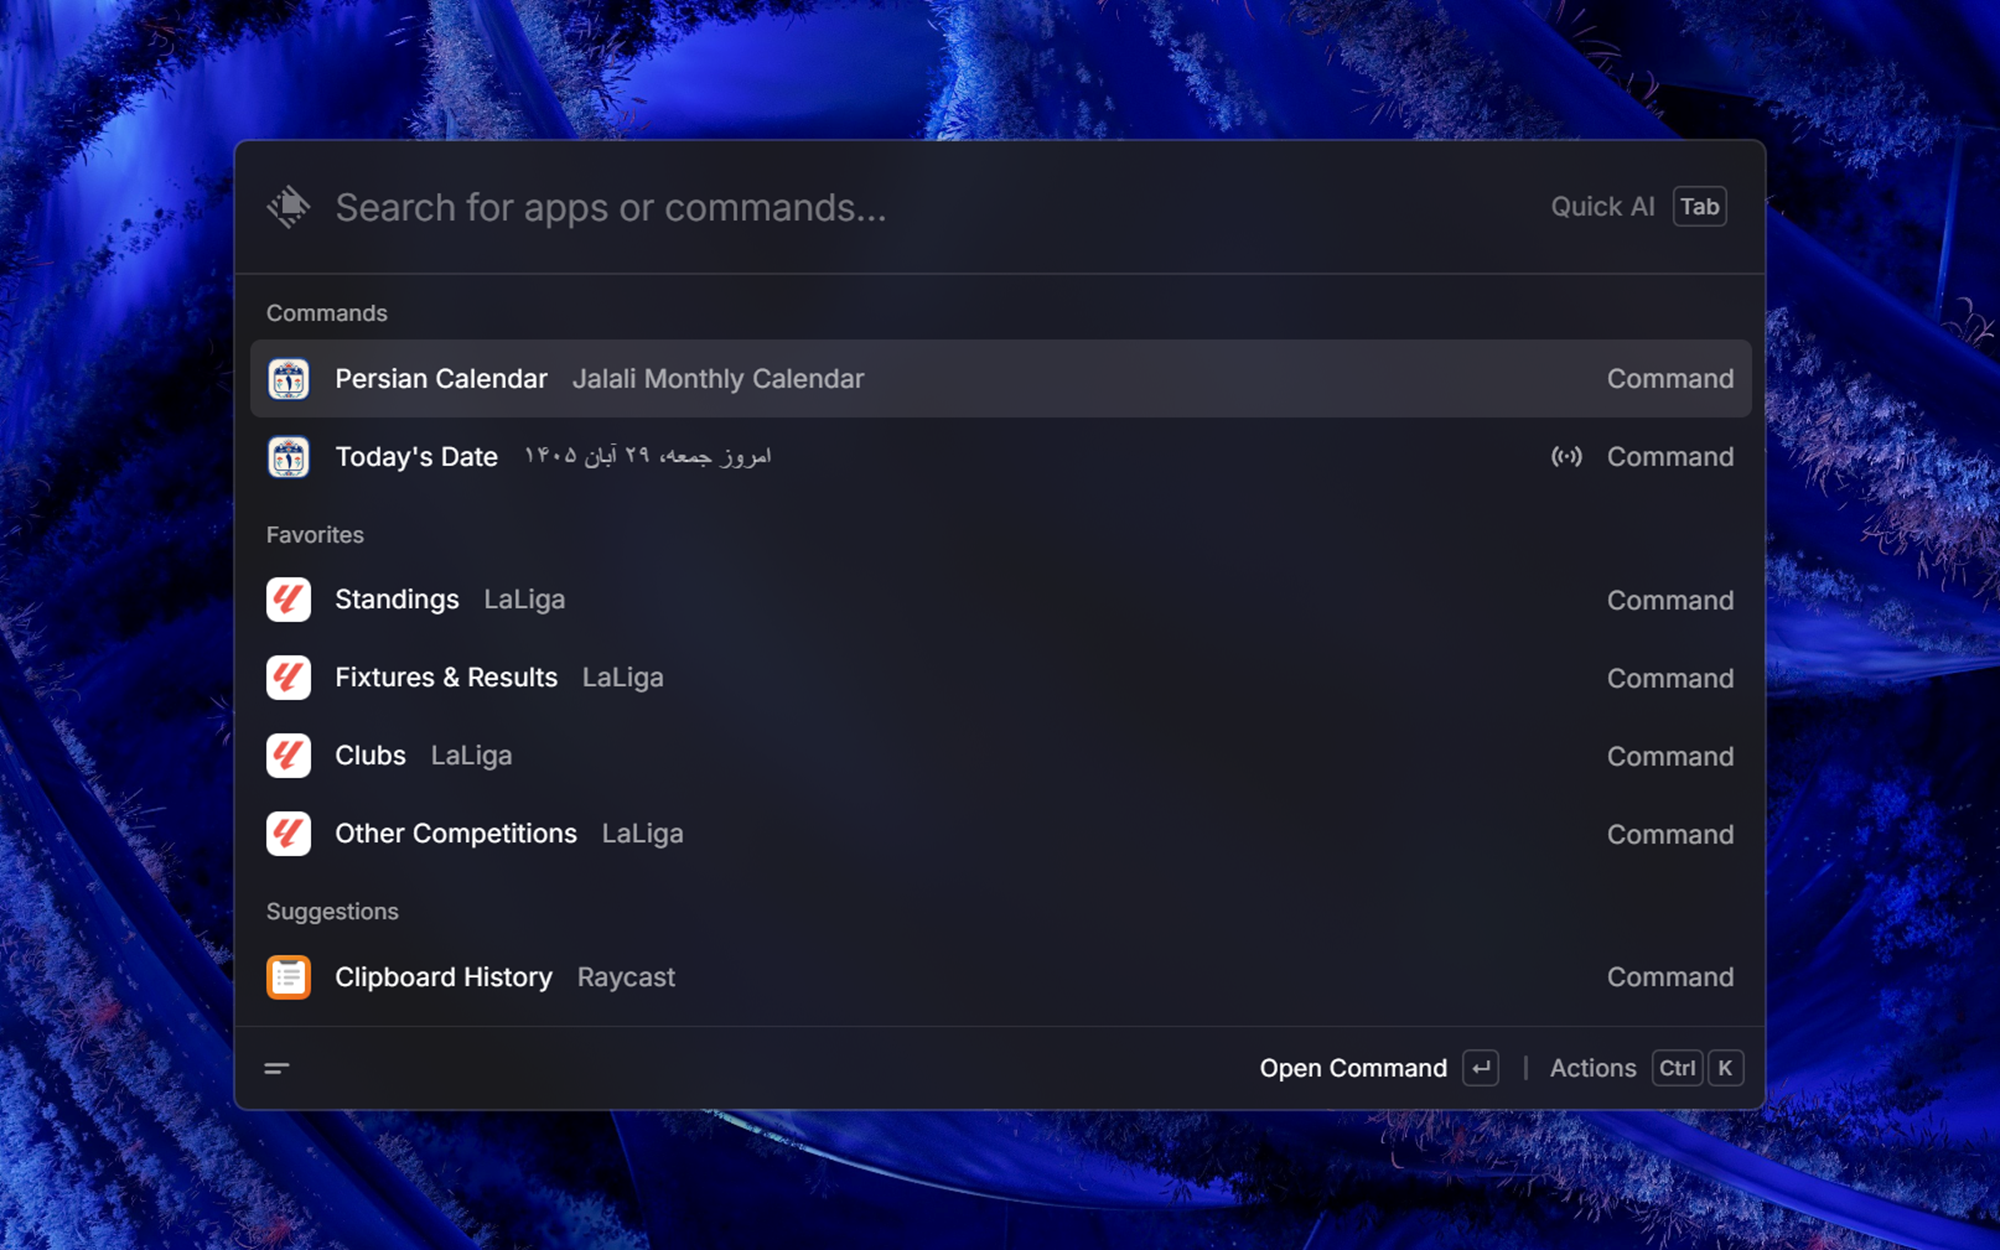 Search for apps or commands...
Quick AI Tab
Commands
Persian Calendar Jalali Monthly Calendar Command
Today's Date امروز جمعه، ۲۹ آبان ۱۴۰۵ Command
Favorites
Standings LaLiga Command
Fixtures & Results LaLiga Command
Clubs LaLiga Command
Other Competitions LaLiga Command
Suggestions
Clipboard History Raycast Command
Open Command ↵ | Actions Ctrl K